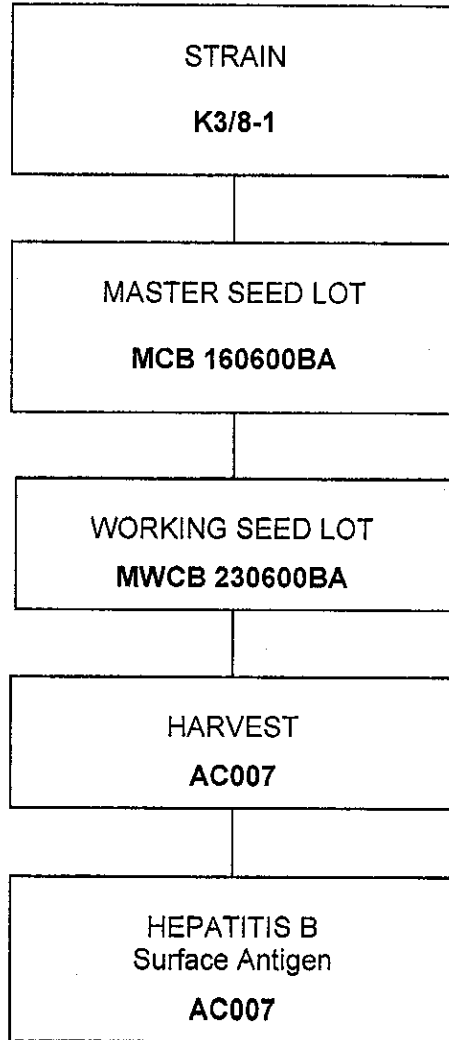 STRAIN
K3/8-1
MASTER SEED LOT
MCB 160600BA
WORKING SEED LOT
MWCB 230600BA
HARVEST
AC007
HEPATITIS B
Surface Antigen
AC007